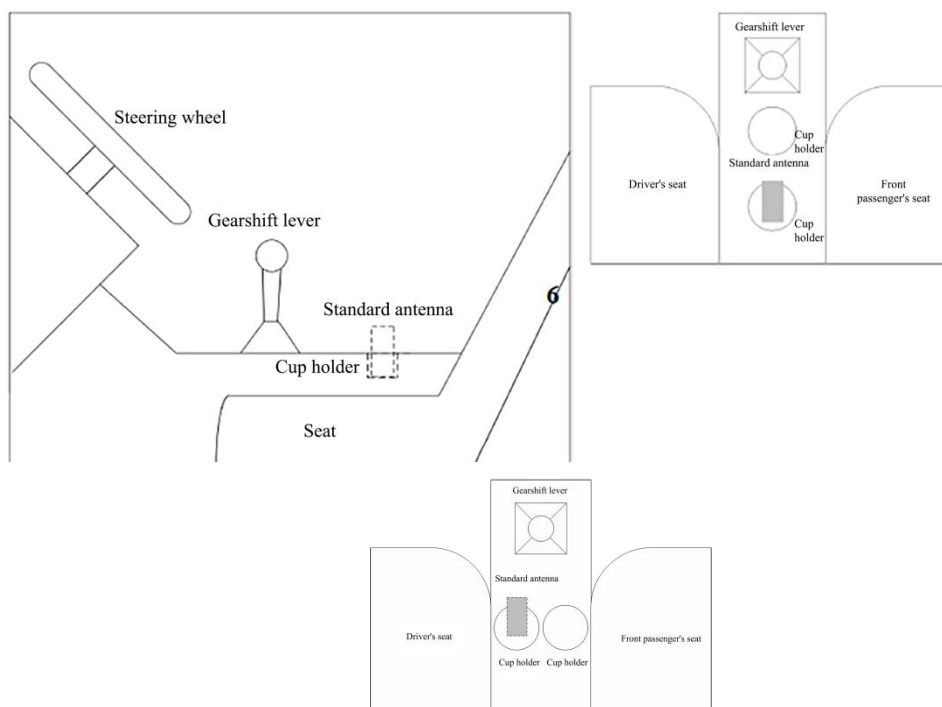 Steering wheel
Gearshift lever
Standard antenna
Cup holder
Seat
6
Gearshift lever
Cup
holder
Standard antenna
Driver's seat
Front
passenger's seat
Cup
holder
Gearshift lever
Standard antenna
Driver's seat
Front passenger's seat
Cup holder
Cup holder